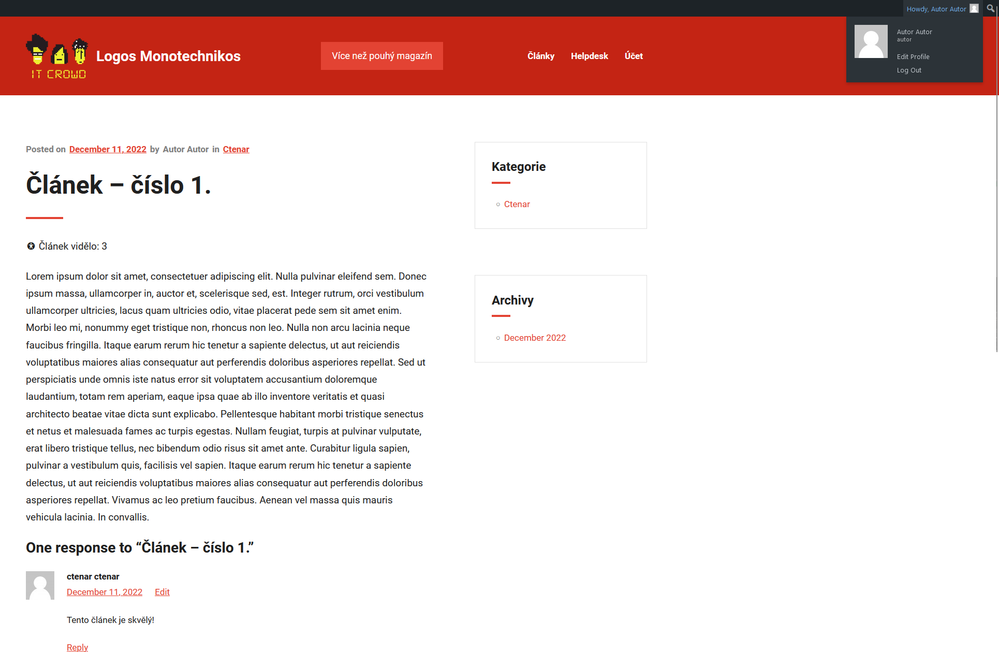 Howdy, Autor Autor
Autor Autor
autor
Edit Profile
Log Out
IT CROWD
Logos Monotechnikos
Více než pouhý magazín
Články
Helpdesk
Účet
Posted on December 11, 2022 by Autor Autor in Ctenar
Článek – číslo 1.
Článek vidělo: 3
Lorem ipsum dolor sit amet, consectetuer adipiscing elit. Nulla pulvinar eleifend sem. Donec
ipsum massa, ullamcorper in, auctor et, scelerisque sed, est. Integer rutrum, orci vestibulum
ullamcorper ultricies, lacus quam ultricies odio, vitae placerat pede sem sit amet enim.
Morbi leo mi, nonummy eget tristique non, rhoncus non leo. Nulla non arcu lacinia neque
faucibus fringilla. Itaque earum rerum hic tenetur a sapiente delectus, ut aut reiciendis
voluptatibus maiores alias consequatur aut perferendis doloribus asperiores repellat. Sed ut
perspiciatis unde omnis iste natus error sit voluptatem accusantium doloremque
laudantium, totam rem aperiam, eaque ipsa quae ab illo inventore veritatis et quasi
architecto beatae vitae dicta sunt explicabo. Pellentesque habitant morbi tristique senectus
et netus et malesuada fames ac turpis egestas. Nullam feugiat, turpis at pulvinar vulputate,
erat libero tristique tellus, nec bibendum odio risus sit amet ante. Curabitur ligula sapien,
pulvinar a vestibulum quis, facilisis vel sapien. Itaque earum rerum hic tenetur a sapiente
delectus, ut aut reiciendis voluptatibus maiores alias consequatur aut perferendis doloribus
asperiores repellat. Vivamus ac leo pretium faucibus. Aenean vel massa quis mauris
vehicula lacinia. In convallis.
One response to “Článek – číslo 1.”
ctenar ctenar
December 11, 2022 Edit
Tento článek je skvělý!
Reply
Kategorie
Ctenar
Archivy
December 2022